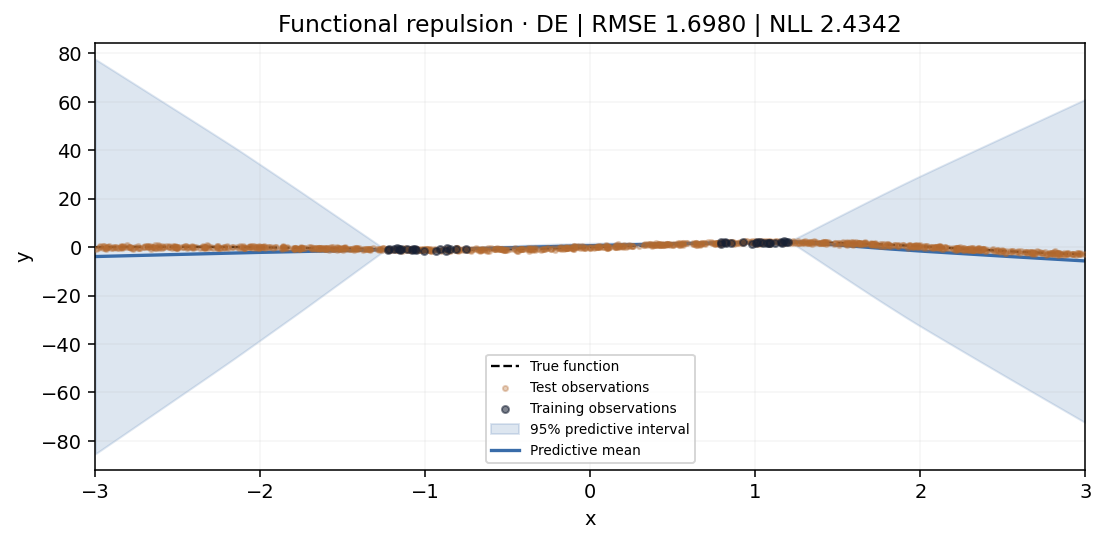 Functional repulsion · DE | RMSE 1.6980 | NLL 2.4342
80
60
40
20
0
−20
−40
−60
−80
y
True function
Test observations
Training observations
95% predictive interval
Predictive mean
−3
−2
−1
0
1
2
3
x